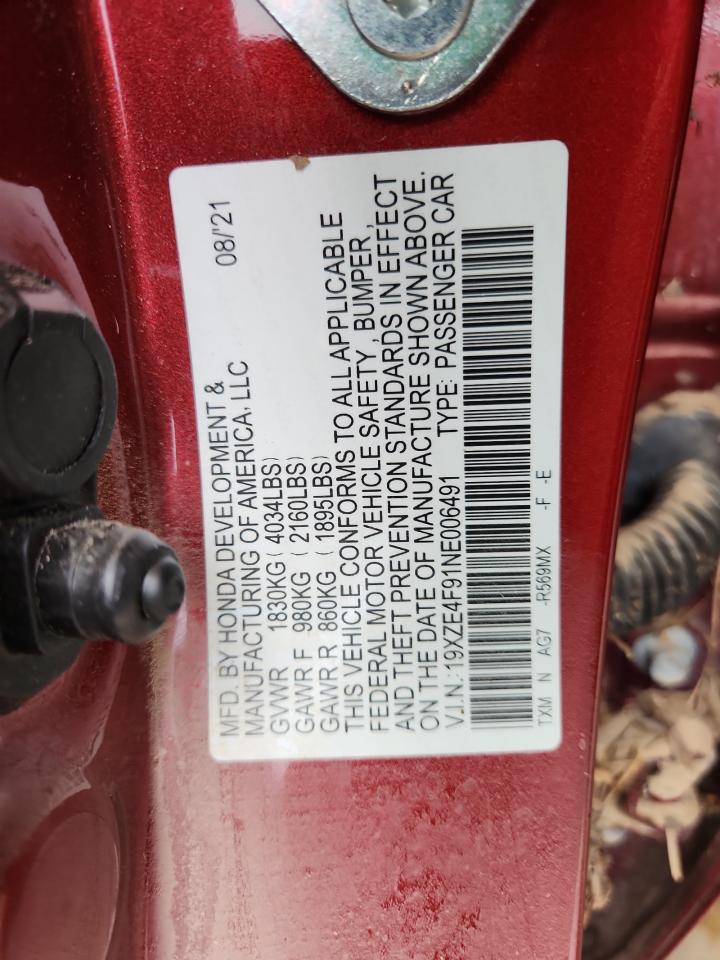 MFD. BY HONDA DEVELOPMENT & 08/'21
MANUFACTURING OF AMERICA, LLC
GVWR 1830KG ( 4034LBS)
GAWR F 980KG ( 2160LBS)
GAWR R 860KG ( 1895LBS)
THIS VEHICLE CONFORMS TO ALL APPLICABLE
FEDERAL MOTOR VEHICLE SAFETY, BUMPER,
AND THEFT PREVENTION STANDARDS IN EFFECT
ON THE DATE OF MANUFACTURE SHOWN ABOVE.
V.I.N.:19XZE4F91NE006491 TYPE: PASSENGER CAR
TXM N AG7 -R569MX -F -E